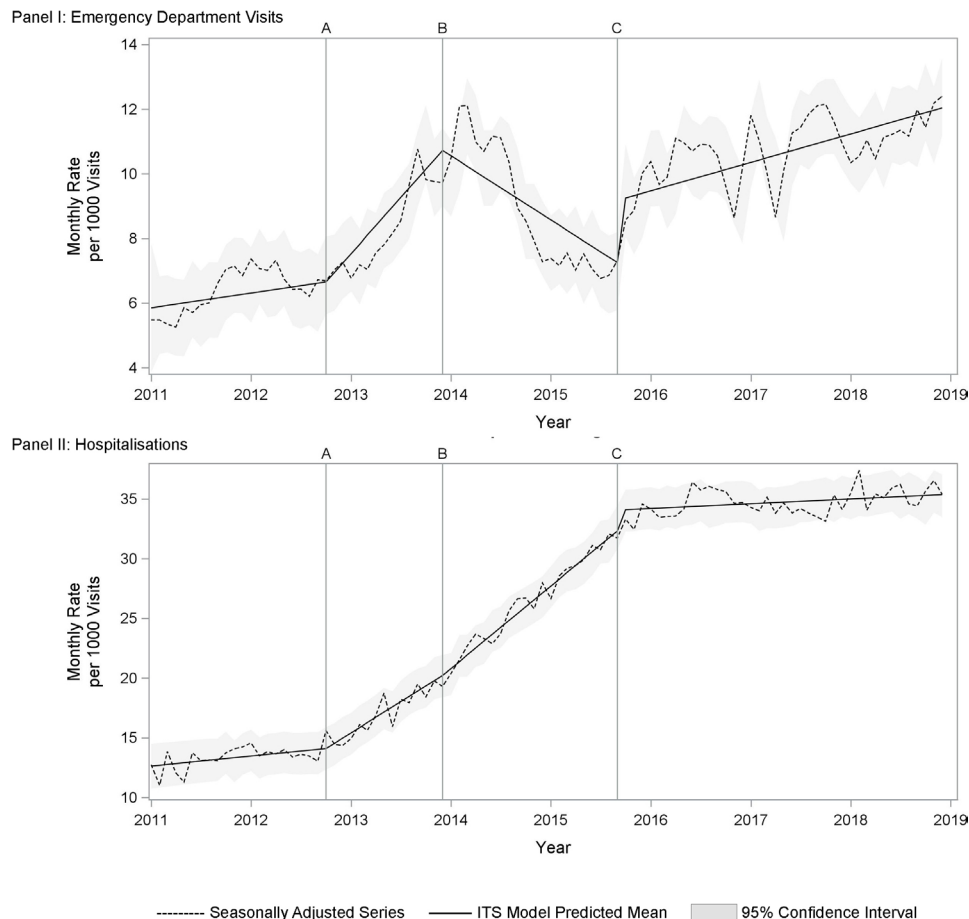 Panel I: Emergency Department Visits
A B C
14
12
10
8
6
4
Monthly Rate
per 1000 Visits
2011 2012 2013 2014 2015 2016 2017 2018 2019
Year
Panel II: Hospitalisations
A B C
35
30
25
20
15
10
Monthly Rate
per 1000 Visits
2011 2012 2013 2014 2015 2016 2017 2018 2019
Year
Seasonally Adjusted Series ITS Model Predicted Mean 95% Confidence Interval